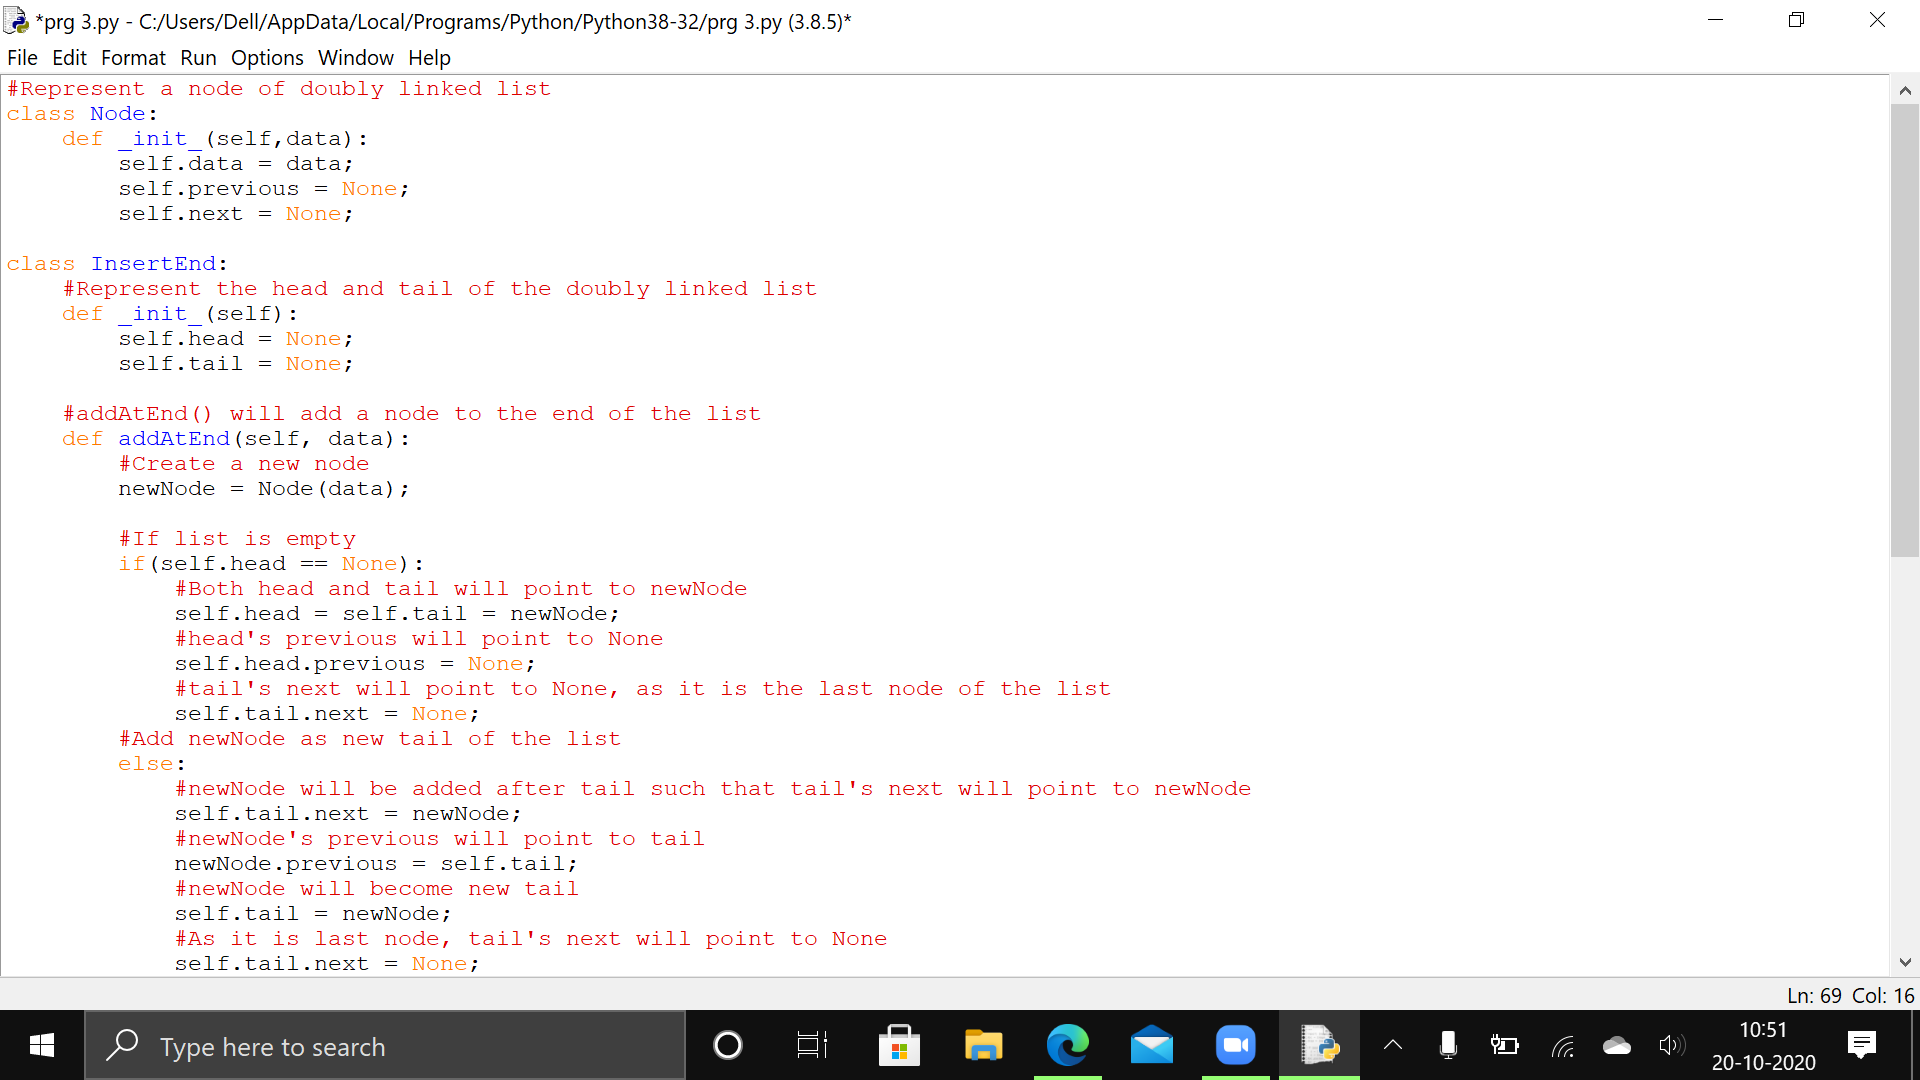 *prg 3.py - C:/Users/Dell/AppData/Local/Programs/Python/Python38-32/prg 3.py (3.8.5)*
File Edit Format Run Options Window Help
#Represent a node of doubly linked list
class Node:
    def _init_(self,data):
        self.data = data;
        self.previous = None;
        self.next = None;

class InsertEnd:
    #Represent the head and tail of the doubly linked list
    def _init_(self):
        self.head = None;
        self.tail = None;

    #addAtEnd() will add a node to the end of the list
    def addAtEnd(self, data):
        #Create a new node
        newNode = Node(data);

        #If list is empty
        if(self.head == None):
            #Both head and tail will point to newNode
            self.head = self.tail = newNode;
            #head's previous will point to None
            self.head.previous = None;
            #tail's next will point to None, as it is the last node of the list
            self.tail.next = None;
        #Add newNode as new tail of the list
        else:
            #newNode will be added after tail such that tail's next will point to newNode
            self.tail.next = newNode;
            #newNode's previous will point to tail
            newNode.previous = self.tail;
            #newNode will become new tail
            self.tail = newNode;
            #As it is last node, tail's next will point to None
            self.tail.next = None;
Ln: 69 Col: 16
Type here to search
10:51
20-10-2020